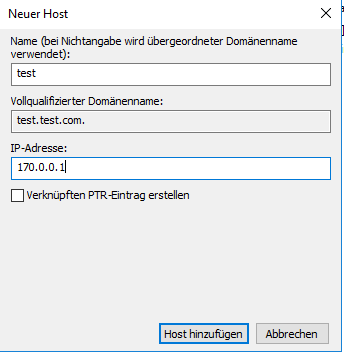 Neuer Host
Name (bei Nichtangabe wird übergeordneter Domänenname
verwendet):
test
Vollqualifizierter Domänenname:
test.test.com.
IP-Adresse:
170.0.0.1
Verknüpften PTR-Eintrag erstellen
Host hinzufügen
Abbrechen